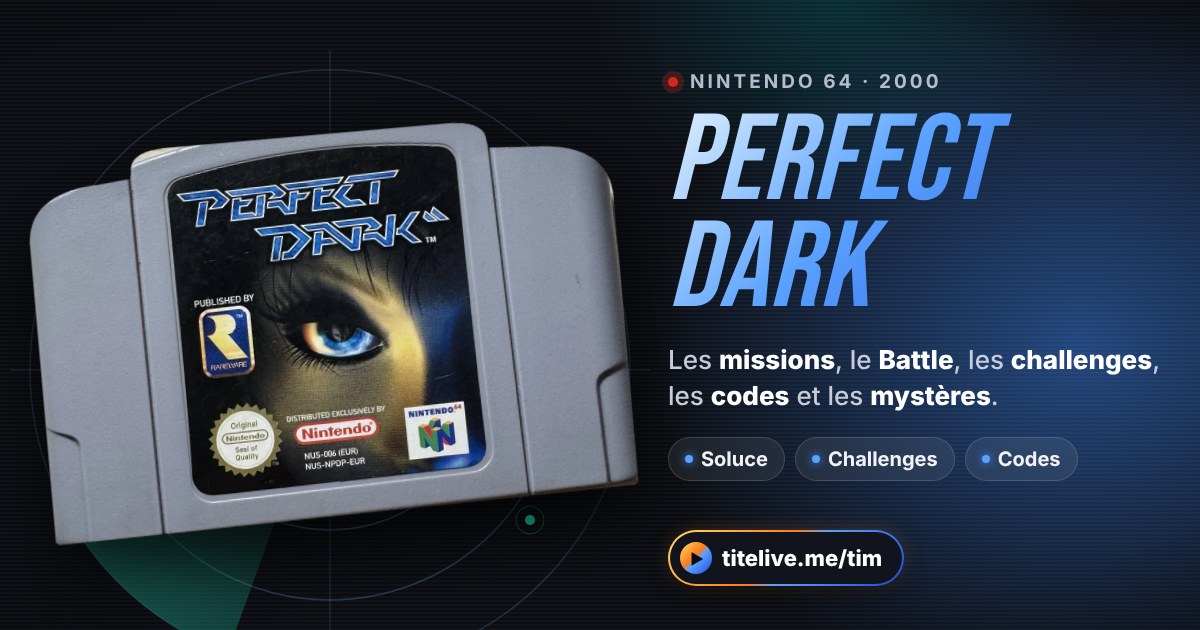 PERFECT
DARK™
PUBLISHED BY
RAREWARE
Original
Nintendo
Seal of
Quality
DISTRIBUTED EXCLUSIVELY BY
Nintendo®
NUS-006 (EUR)
NUS-NPDP-EUR
NINTENDO 64
NINTENDO 64 · 2000
PERFECT
DARK
Les missions, le Battle, les challenges,
les codes et les mystères.
Soluce
Challenges
Codes
titelive.me/tim